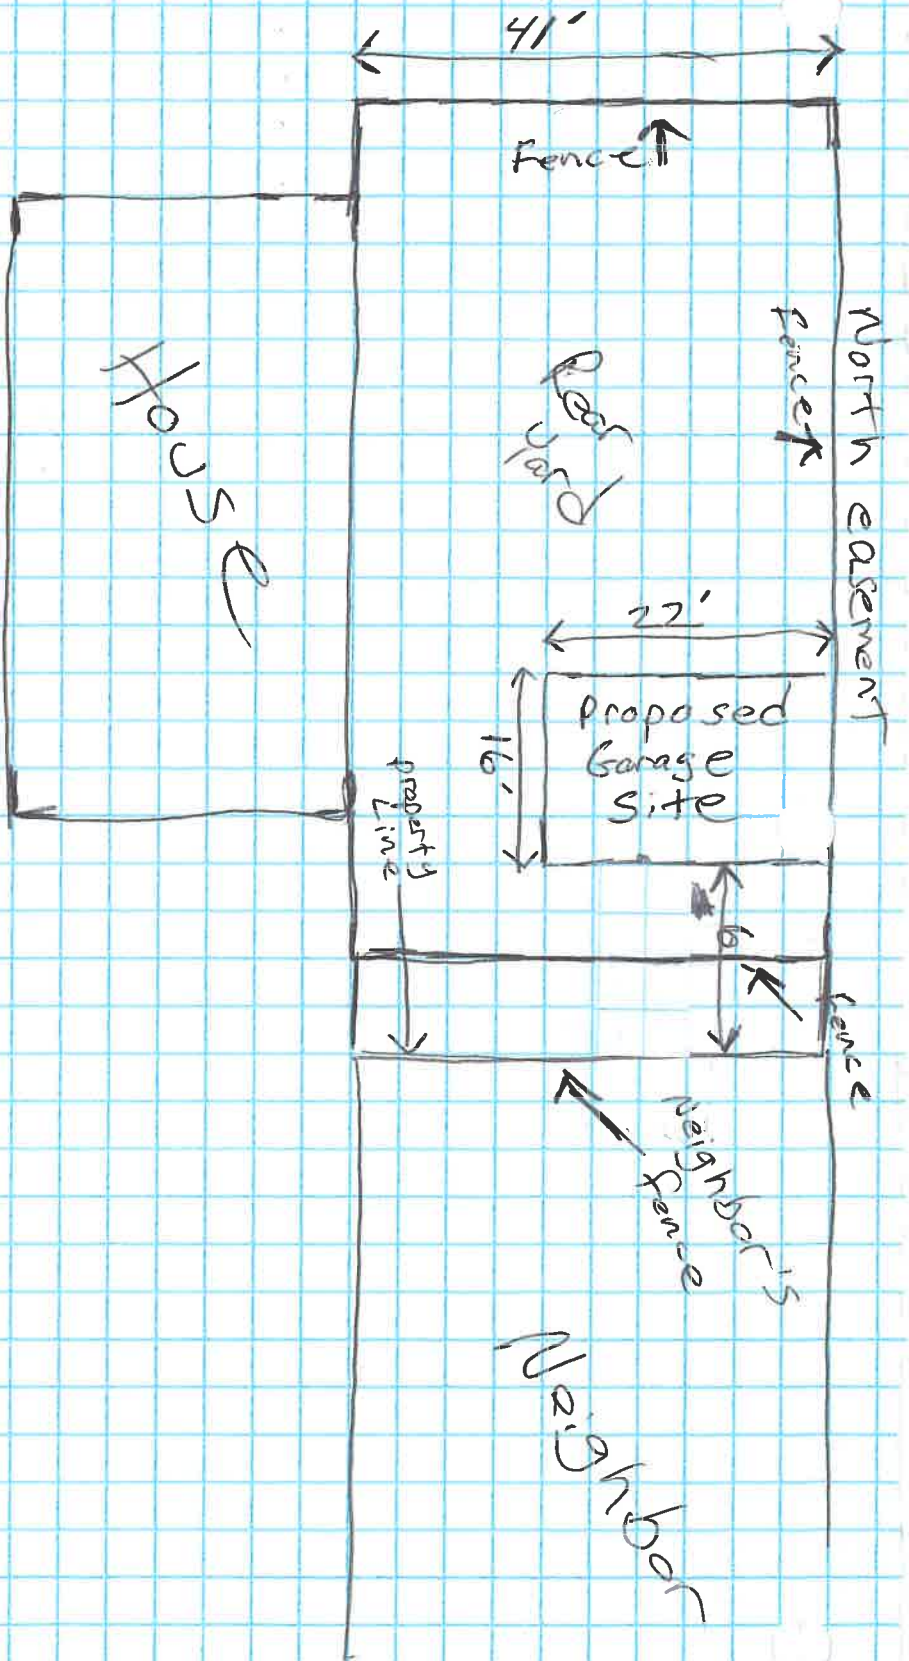 41'
Fence
North easement
Fence
House
Rear
Yard
22'
Proposed
Garage
Site
16'
property
Line
6'
fence
Neighbor's
fence
Neighbor